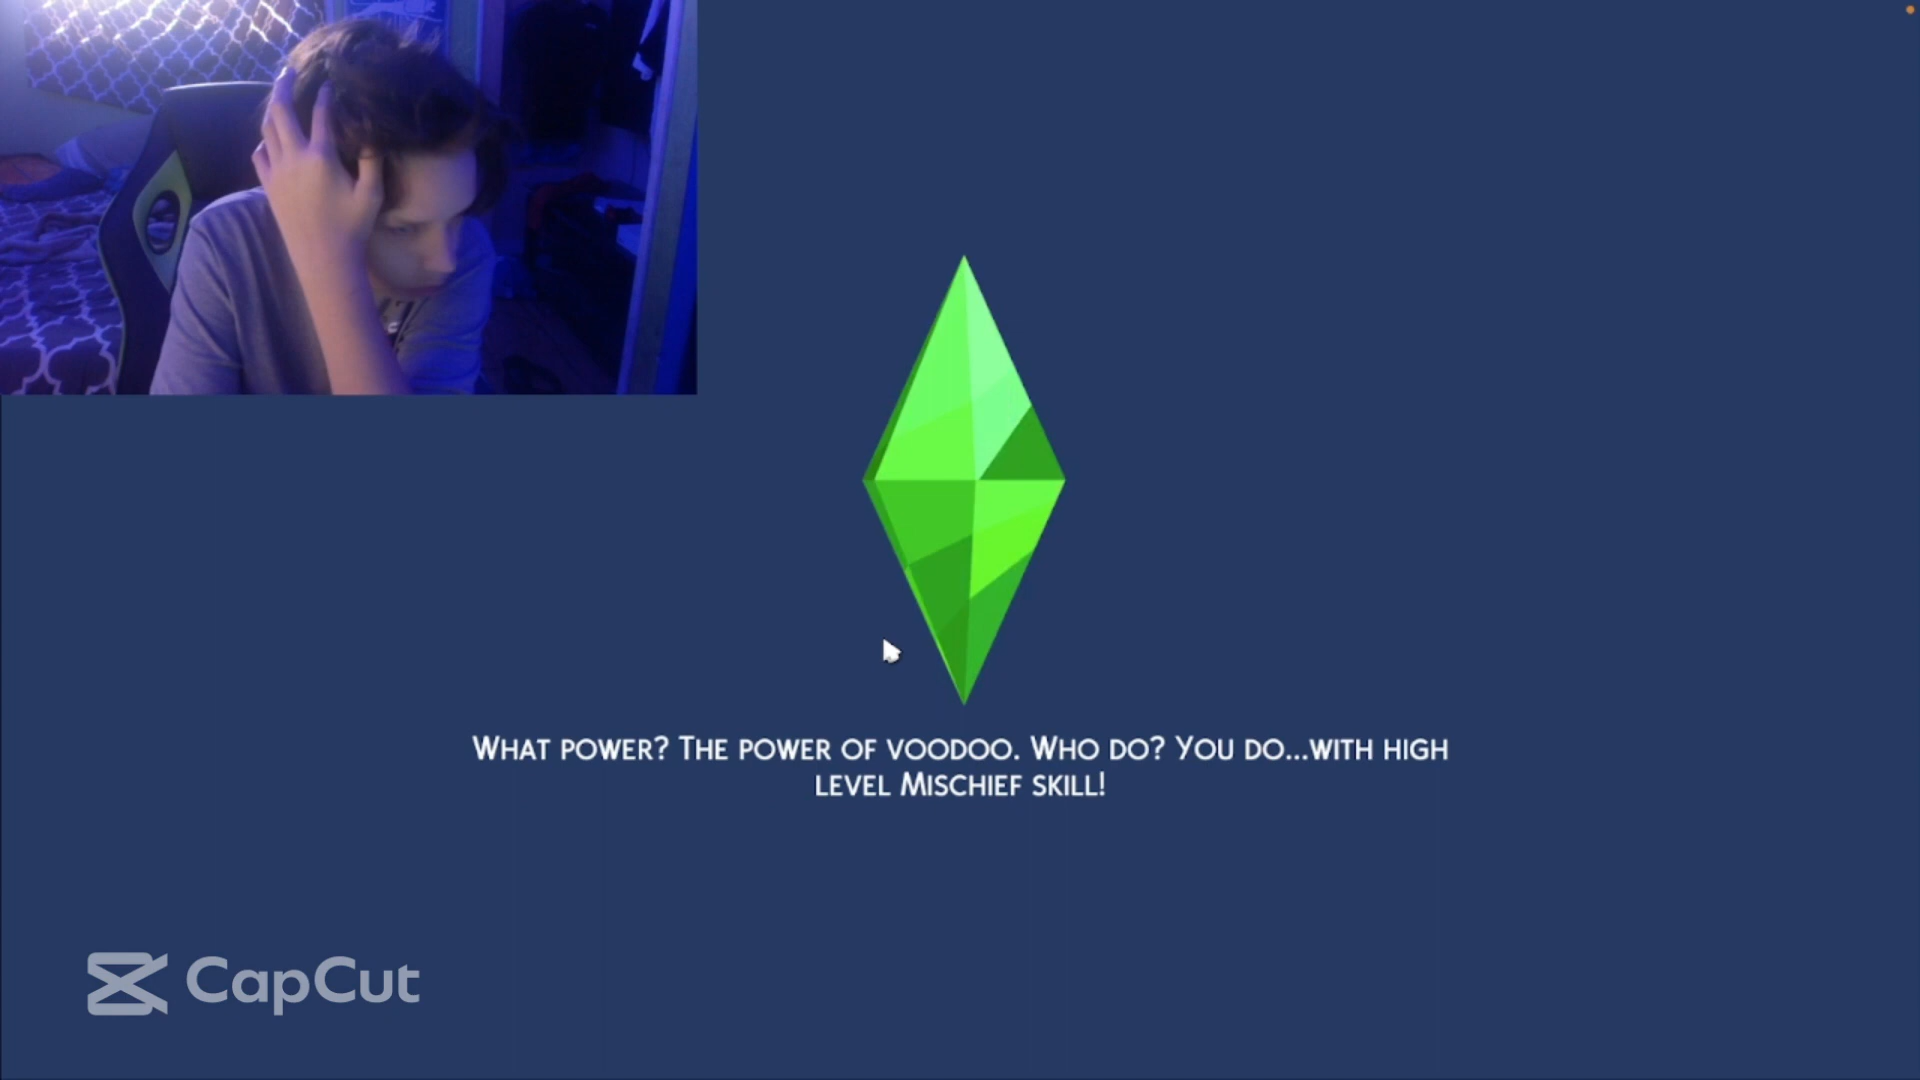 What power? The power of voodoo. Who do? You do...with high
level Mischief skill!
CapCut